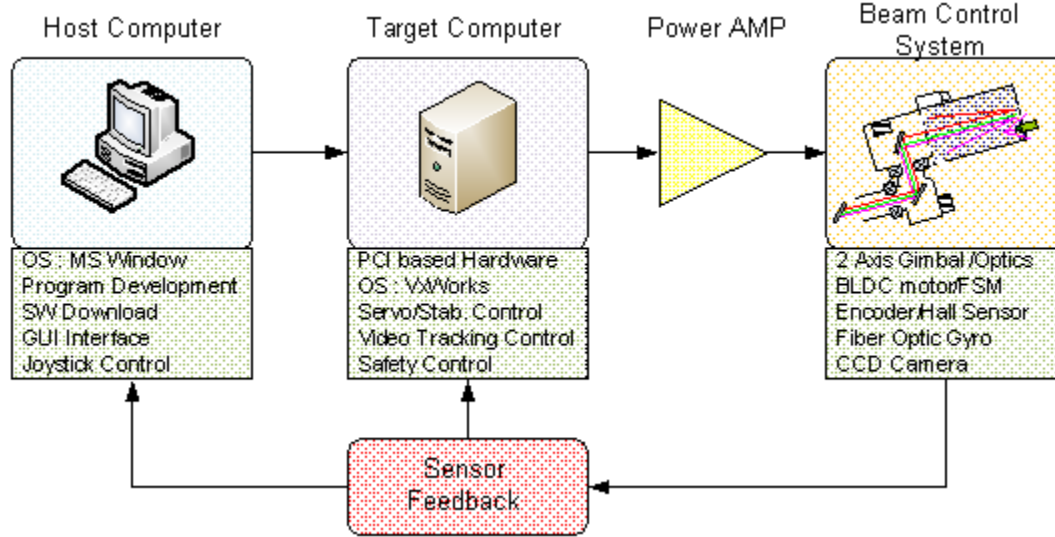 Host Computer
Target Computer
Power AMP
Beam Control
System
OS : MS Window
Program Development
SW Download
GUI Interface
Joystick Control
PCI based Hardware
OS : VxWorks
Servo/Stab. Control
Video Tracking Control
Safety Control
2 Axis Gimbal /Optics
BLDC motor/FSM
Encoder/Hall Sensor
Fiber Optic Gyro
CCD Camera
Sensor
Feedback